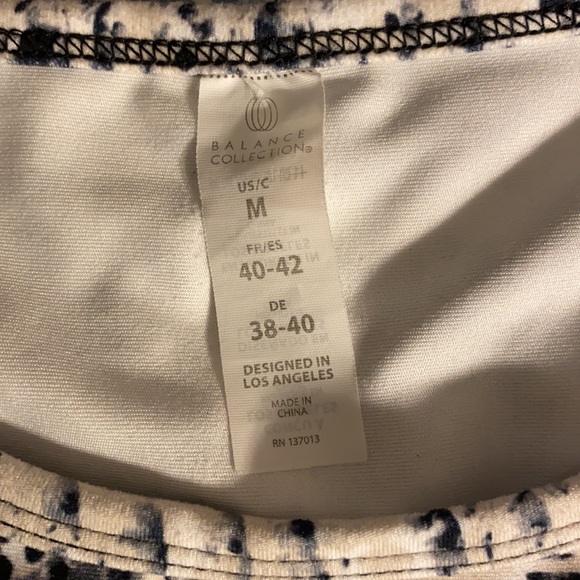 BALANCE
COLLECTION®
US/C
M
FR/ES
40-42
DE
38-40
DESIGNED IN
LOS ANGELES
MADE IN
CHINA
RN 137013